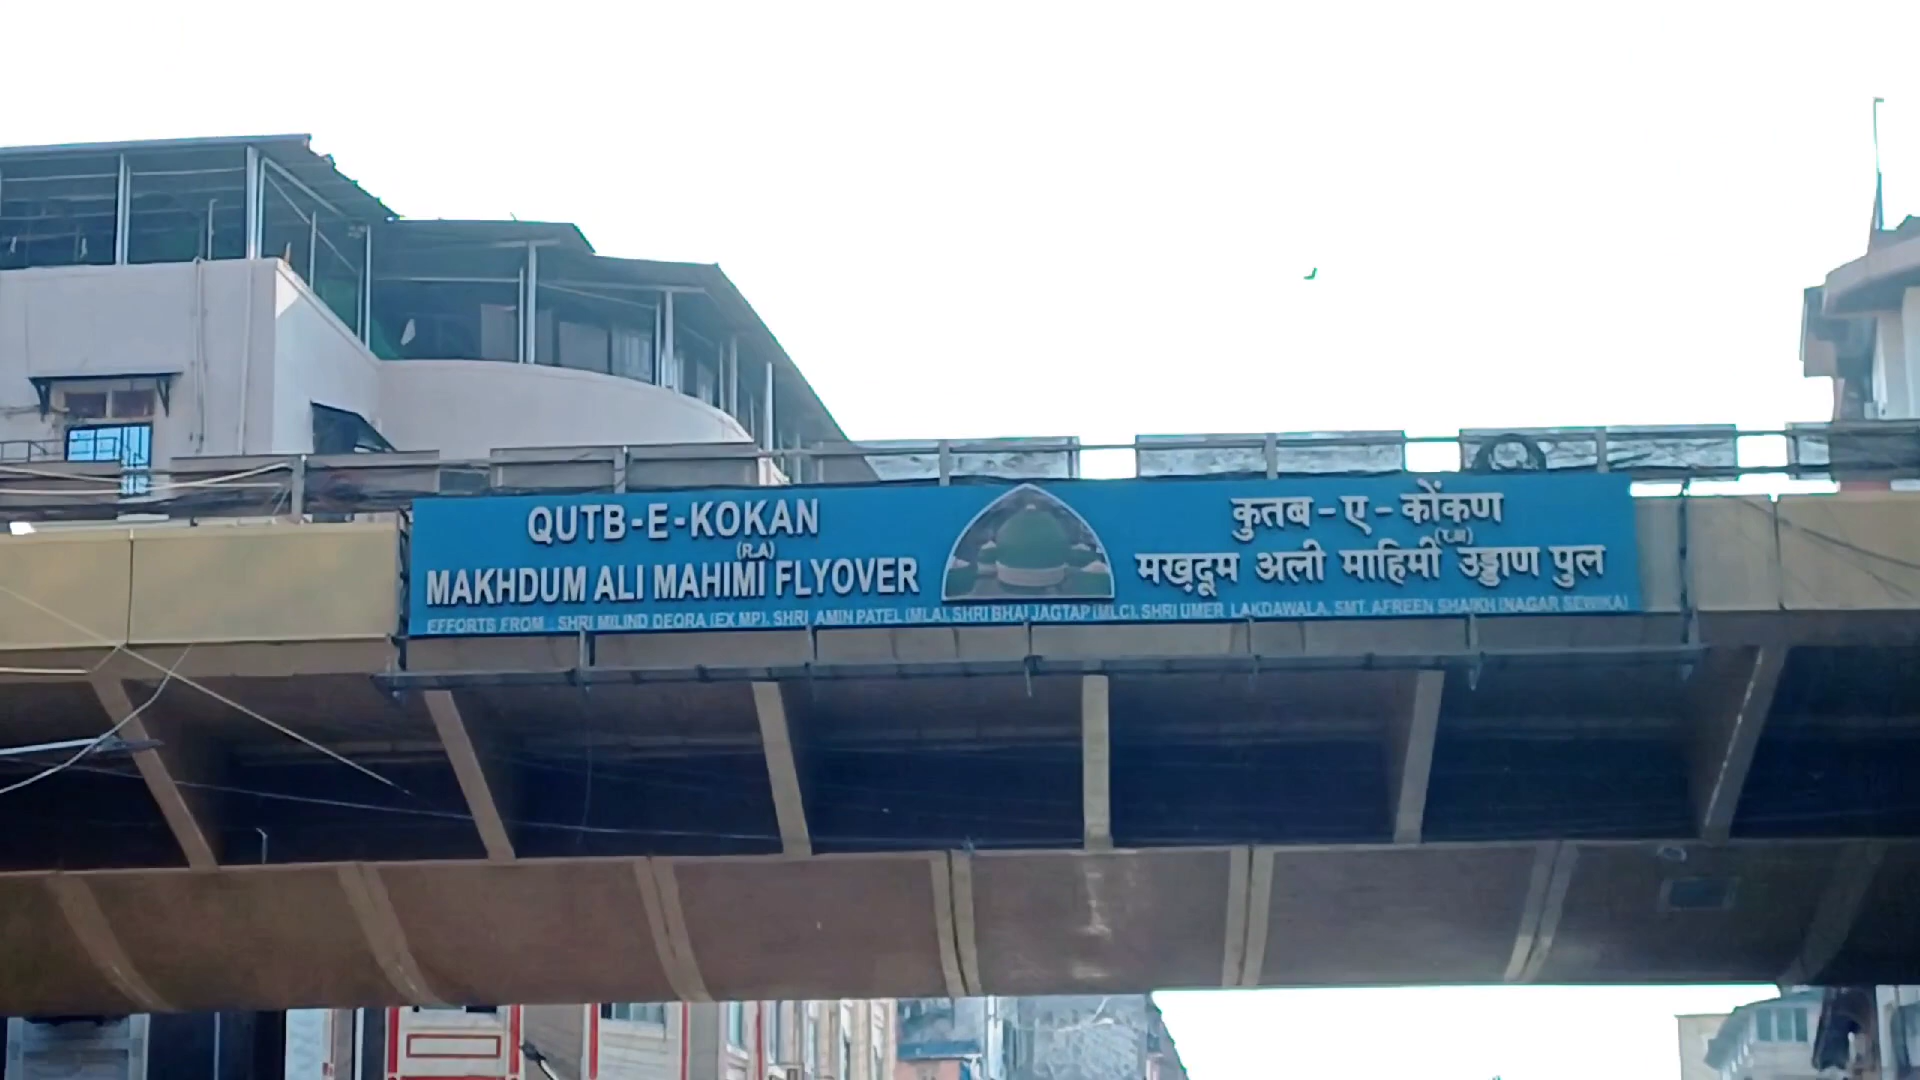 QUTB-E-KOKAN
(R.A)
MAKHDUM ALI MAHIMI FLYOVER
कुतब - ए - कोंकण
(र.अ)
मख़दूम अली माहिमी उड्डाण पुल
EFFORTS FROM : SHRI MILIND DEORA (EX MP), SHRI AMIN PATEL (MLA), SHRI BHAI JAGTAP (MLC), SHRI UMER LAKDAWALA, SMT. AFREEN SHAIKH (NAGAR SEWIKA)